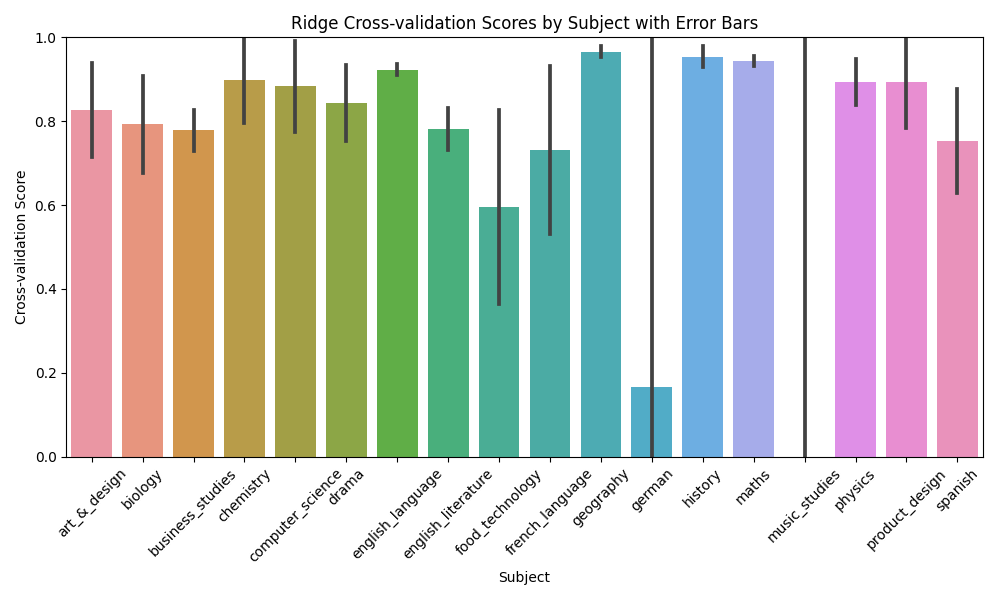 Ridge Cross-validation Scores by Subject with Error Bars
Cross-validation Score
1.0
0.8
0.6
0.4
0.2
0.0
art_&_design
biology
business_studies
chemistry
computer_science
drama
english_language
english_literature
food_technology
french_language
geography
german
history
maths
music_studies
physics
product_design
spanish
Subject